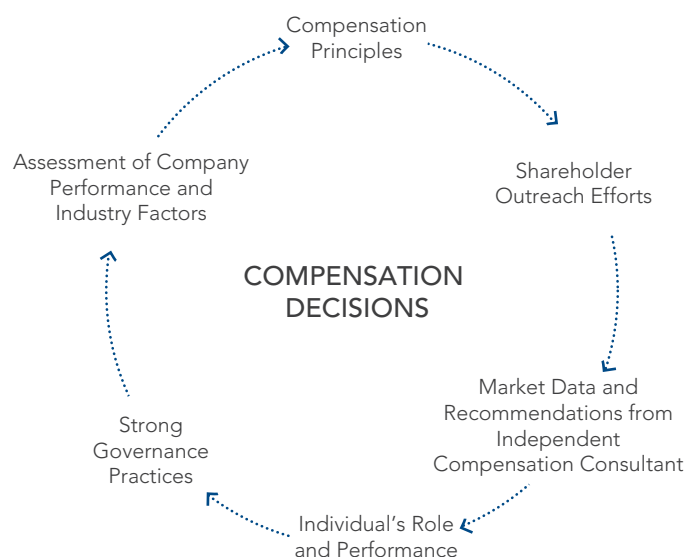 Compensation
Principles
Shareholder
Outreach Efforts
Market Data and
Recommendations from
Independent
Compensation Consultant
Individual’s Role
and Performance
Strong
Governance
Practices
Assessment of Company
Performance and
Industry Factors
COMPENSATION
DECISIONS